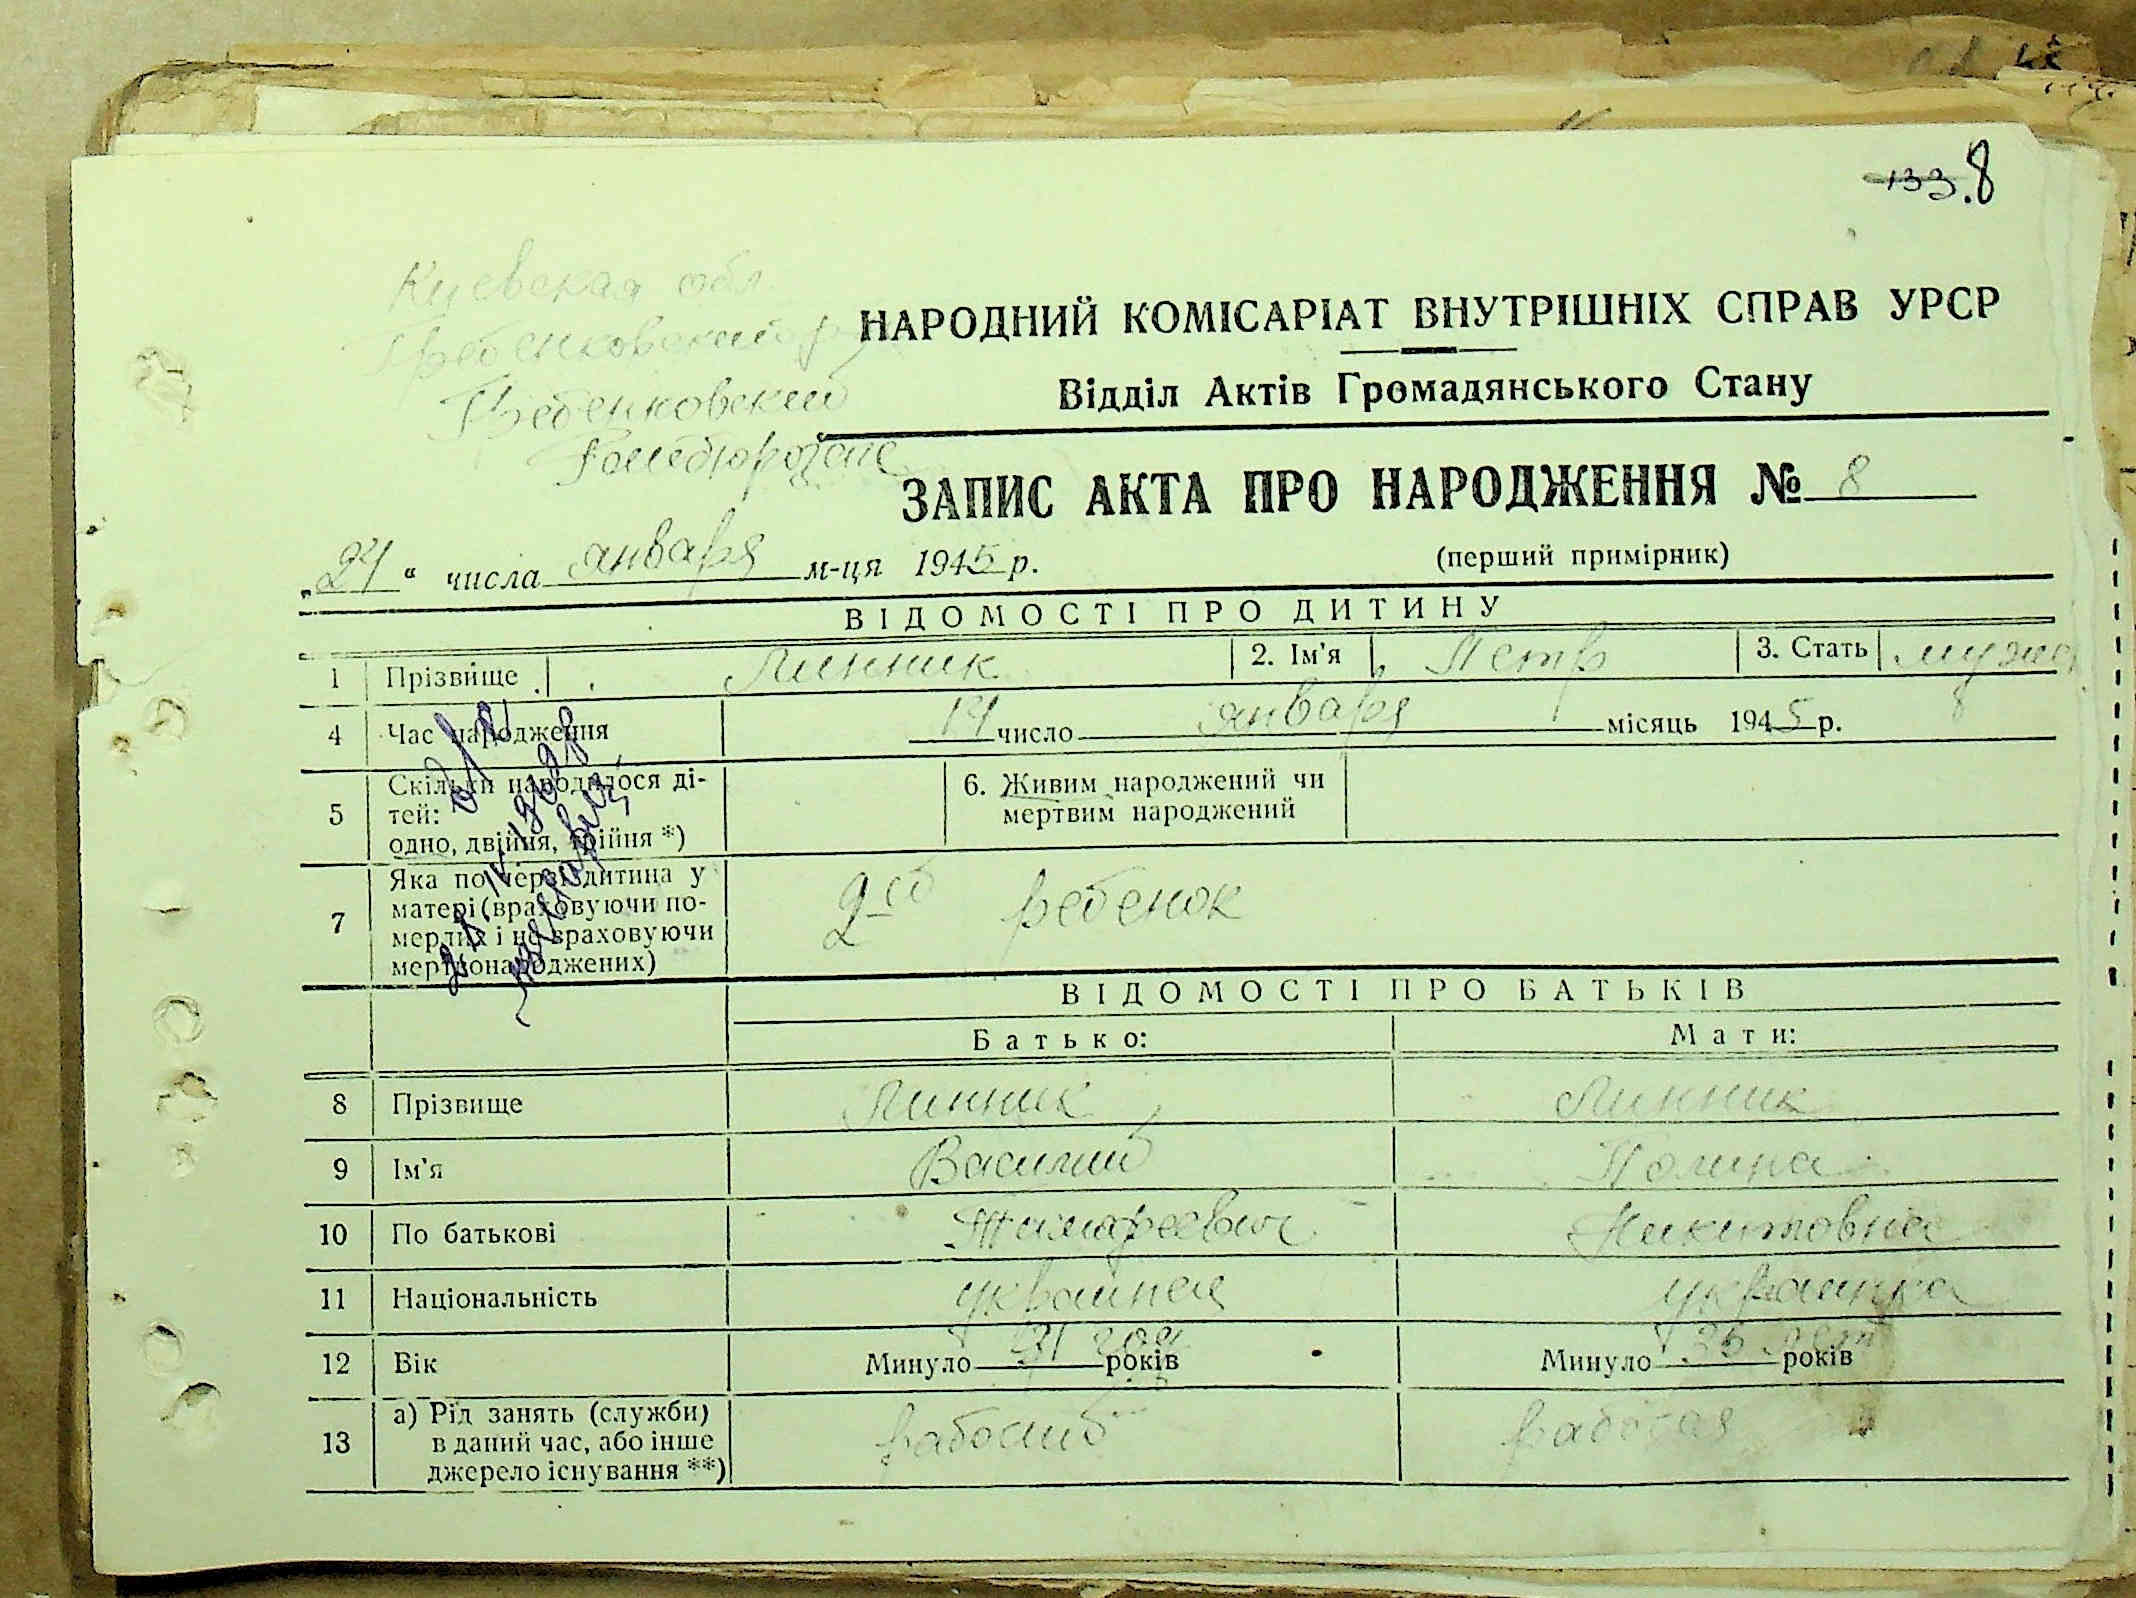 133. 8
Киевская обл.
Гребенковский р
Гребенковский
НАРОДНИЙ КОМІСАРІАТ ВНУТРІШНІХ СПРАВ УРСР
Відділ Актів Громадянського Стану
ЗАПИС АКТА ПРО НАРОДЖЕННЯ № 8
(перший примірник)
"24" числа января м-ця 1945 р.
ВІДОМОСТІ ПРО ДИТИНУ
1 Прізвище Линник 2. Ім'я Петр 3. Стать муж
4 Час народження 14 число января місяць 1945 р.
5 Скільки народилося ді-
тей:
одно, двійня, трійня *)
6. Живим народжений чи
мертвим народжений
7 Яка по черзі дитина у
матері (враховуючи по-
мерлих і не враховуючи
мертвонароджених)
2ой ребенок
ВІДОМОСТІ ПРО БАТЬКІВ
Батько: Мати:
8 Прізвище Линник Линник
9 Ім'я Василий Полина
10 По батькові Никитовна
11 Національність украинец украинка
12 Вік Минуло 31 год років Минуло 35 лет років
13 а) Рід занять (служби)
в даний час, або інше
джерело існування **)
рабочий рабочая